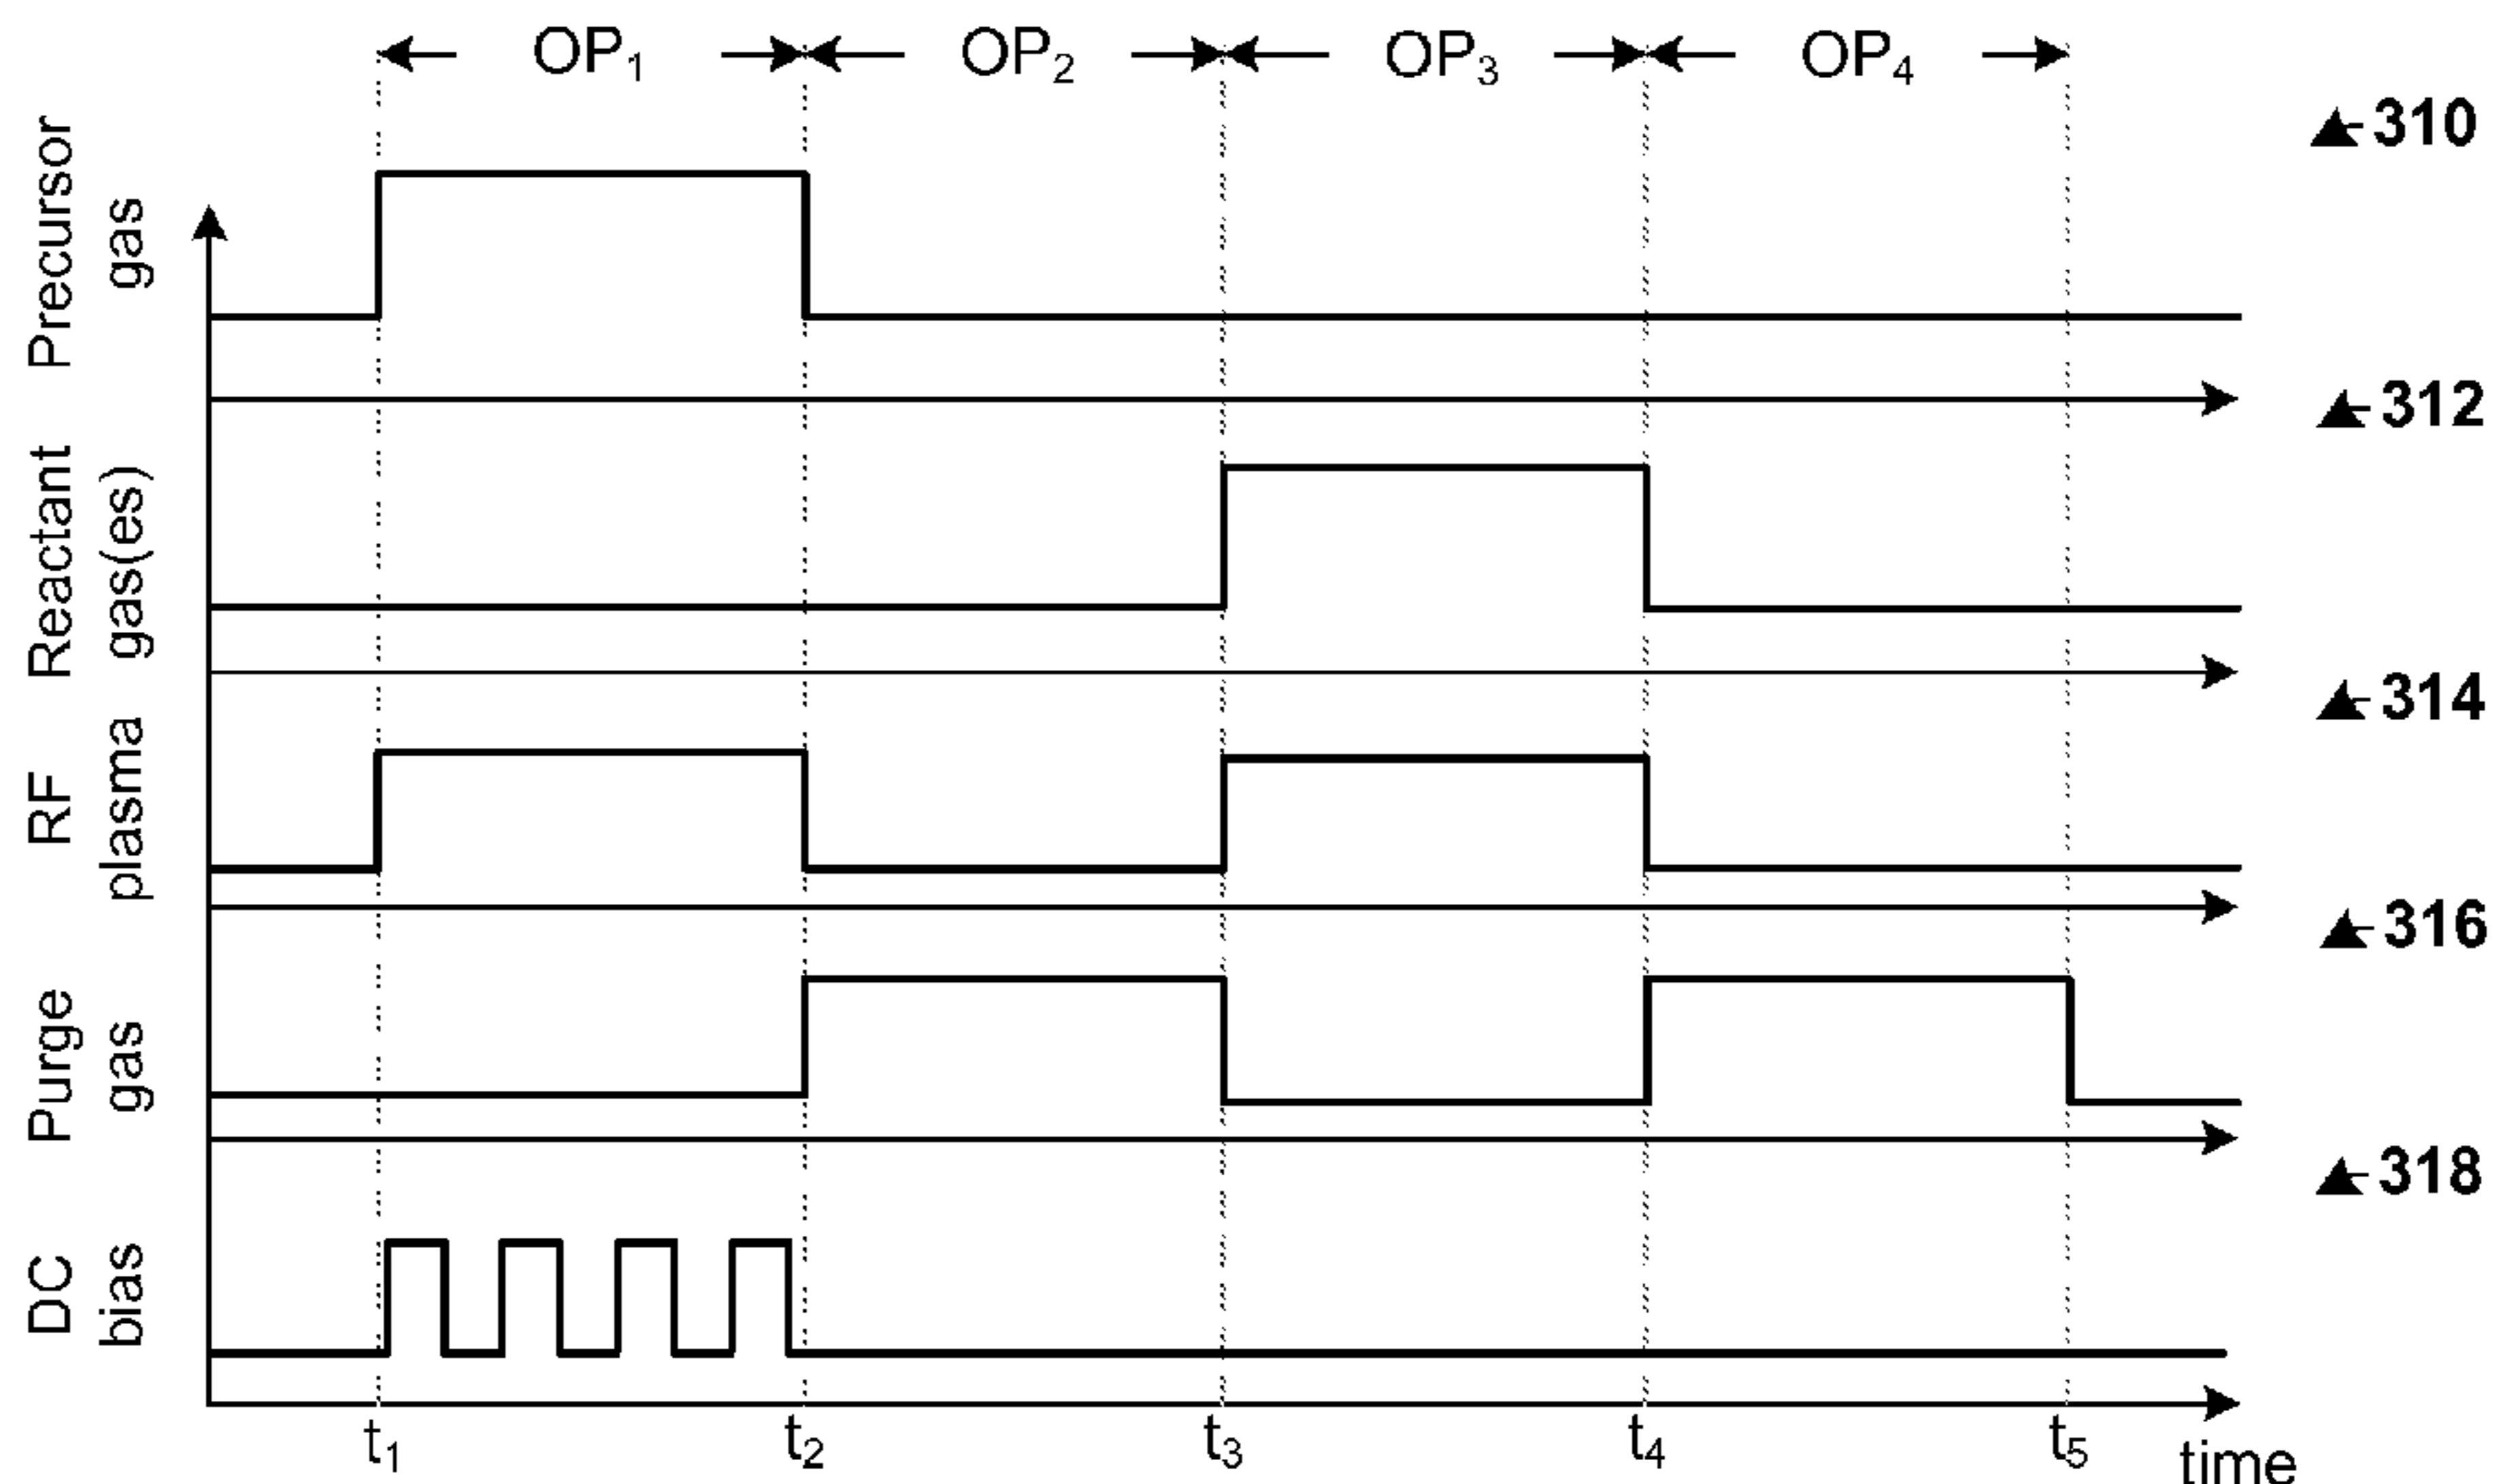 OP1 OP2 OP3 OP4
310
Precursor
gas
312
Reactant
gas(es)
314
RF
plasma
316
Purge
gas
318
DC
bias
t1 t2 t3 t4 t5
time